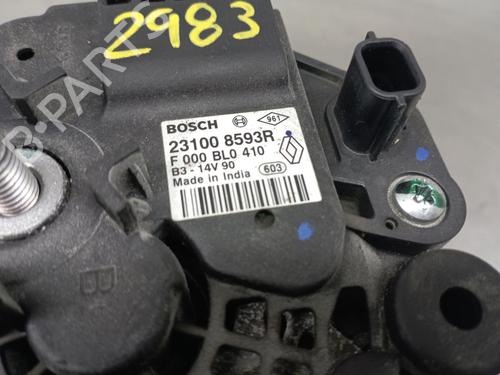 2983
B-PARTS
BOSCH
961
23100 8593R
F 000 BL0 410
B3 - 14V 90
Made in India
603
B